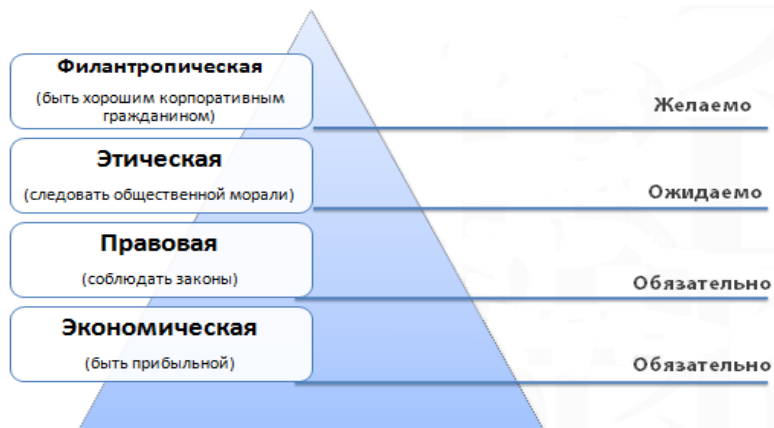 Филантропическая
(быть хорошим корпоративным
гражданином)
Желаемо
Этическая
(следовать общественной морали)
Ожидаемо
Правовая
(соблюдать законы)
Обязательно
Экономическая
(быть прибыльной)
Обязательно